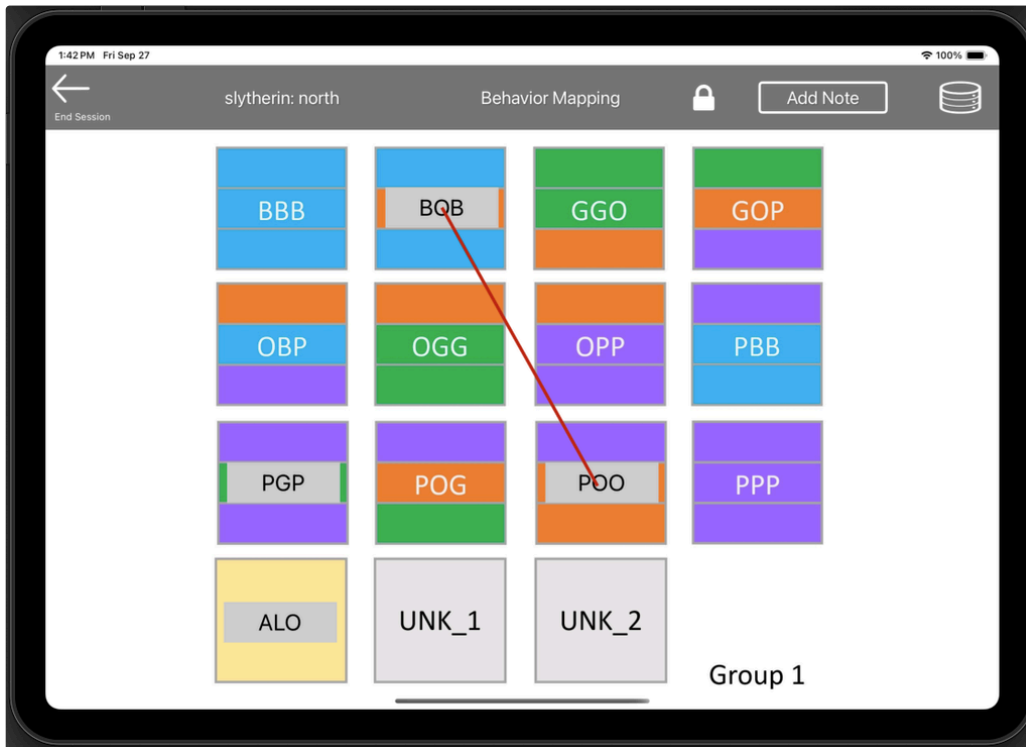 1:42 PM Fri Sep 27
100%
End Session
slytherin: north
Behavior Mapping
Add Note
BBB
BOB
GGO
GOP
OBP
OGG
OPP
PBB
PGP
POG
POO
PPP
ALO
UNK_1
UNK_2
Group 1